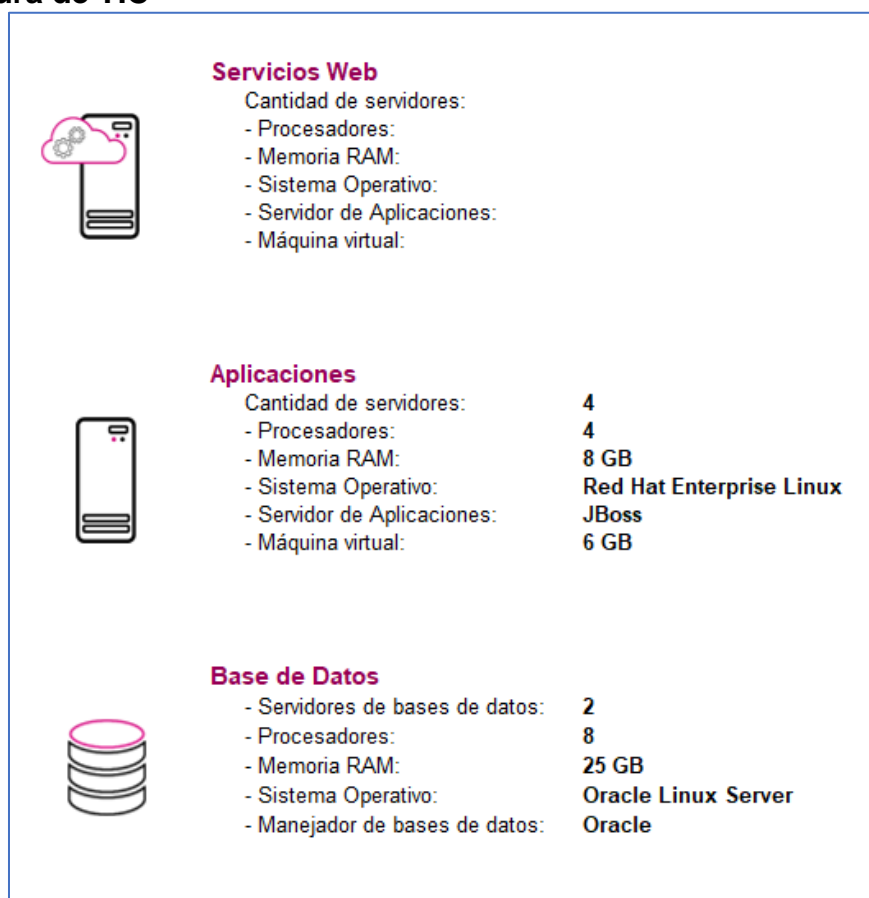 Servicios Web
Cantidad de servidores:
- Procesadores:
- Memoria RAM:
- Sistema Operativo:
- Servidor de Aplicaciones:
- Máquina virtual:
Aplicaciones
Cantidad de servidores: 4
- Procesadores: 4
- Memoria RAM: 8 GB
- Sistema Operativo: Red Hat Enterprise Linux
- Servidor de Aplicaciones: JBoss
- Máquina virtual: 6 GB
Base de Datos
- Servidores de bases de datos: 2
- Procesadores: 8
- Memoria RAM: 25 GB
- Sistema Operativo: Oracle Linux Server
- Manejador de bases de datos: Oracle